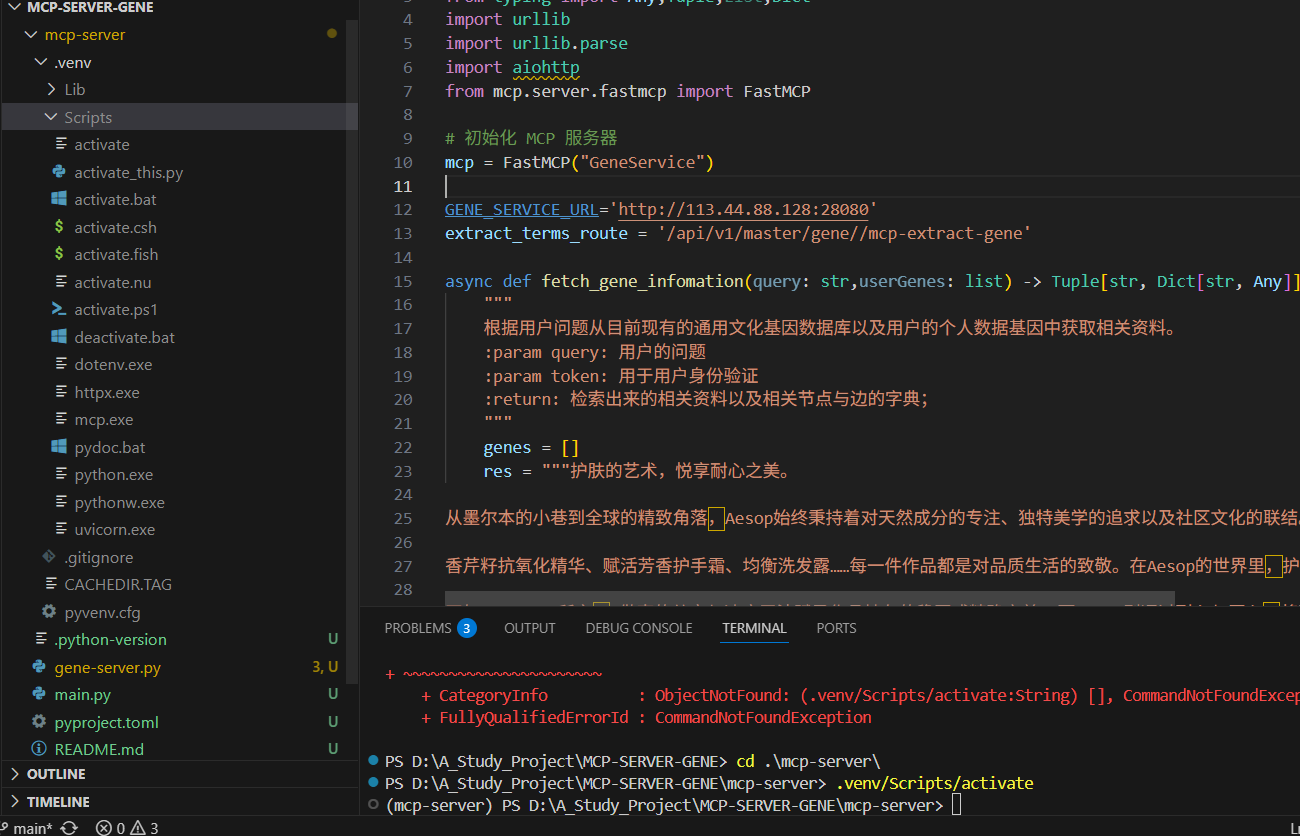 MCP-SERVER-GENE
mcp-server
.venv
Lib
Scripts
activate
activate_this.py
activate.bat
activate.csh
activate.fish
activate.nu
activate.ps1
deactivate.bat
dotenv.exe
httpx.exe
mcp.exe
pydoc.bat
python.exe
pythonw.exe
uvicorn.exe
.gitignore
CACHEDIR.TAG
pyvenv.cfg
.python-version U
gene-server.py 3, U
main.py U
pyproject.toml U
README.md U
OUTLINE
TIMELINE
main* 0 3
4 import urllib
5 import urllib.parse
6 import aiohttp
7 from mcp.server.fastmcp import FastMCP
8
9 # 初始化 MCP 服务器
10 mcp = FastMCP("GeneService")
11
12 GENE_SERVICE_URL='http://113.44.88.128:28080'
13 extract_terms_route = '/api/v1/master/gene//mcp-extract-gene'
14
15 async def fetch_gene_infomation(query: str,userGenes: list) -> Tuple[str, Dict[str, Any]]
16 """
17 根据用户问题从目前现有的通用文化基因数据库以及用户的个人数据基因中获取相关资料。
18 :param query: 用户的问题
19 :param token: 用于用户身份验证
20 :return: 检索出来的相关资料以及相关节点与边的字典;
21 """
22 genes = []
23 res = """护肤的艺术，悦享耐心之美。
24
25 从墨尔本的小巷到全球的精致角落，Aesop始终秉持着对天然成分的专注、独特美学的追求以及社区文化的联结
26
27 香芹籽抗氧化精华、赋活芳香护手霜、均衡洗发露……每一件作品都是对品质生活的致敬。在Aesop的世界里，护
28
PROBLEMS 3 OUTPUT DEBUG CONSOLE TERMINAL PORTS
+ ~~~~~~~~~~~~~~~~~~~~~~~
+ CategoryInfo : ObjectNotFound: (.venv/Scripts/activate:String) [], CommandNotFoundExcep
+ FullyQualifiedErrorId : CommandNotFoundException
PS D:\A_Study_Project\MCP-SERVER-GENE> cd .\mcp-server\
PS D:\A_Study_Project\MCP-SERVER-GENE\mcp-server> .venv/Scripts/activate
(mcp-server) PS D:\A_Study_Project\MCP-SERVER-GENE\mcp-server>